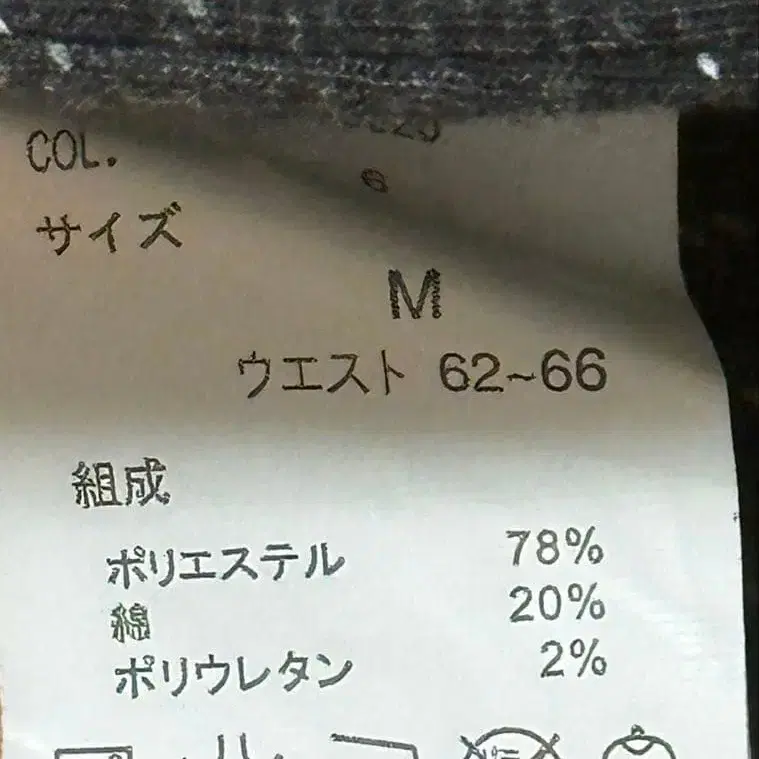 COL. 6
サイズ
M
ウエスト 62~66
組成
ポリエステル 78%
綿 20%
ポリウレタン 2%